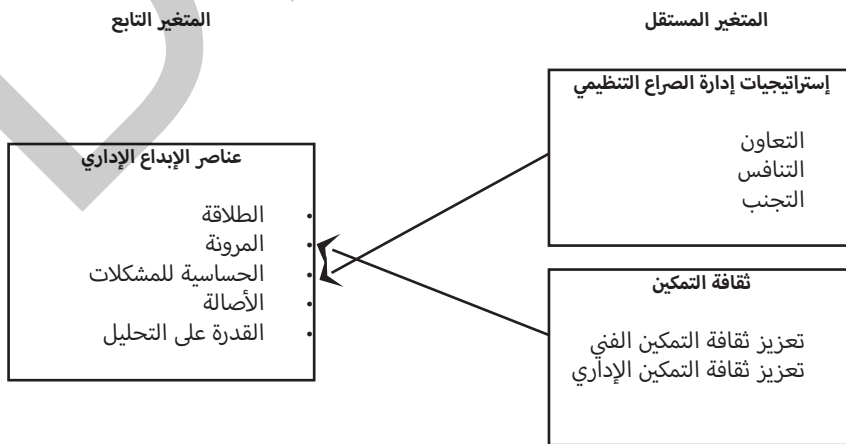 المتغير المستقل
المتغير التابع
إستراتيجيات إدارة الصراع التنظيمي
التعاون
التنافس
التجنب
ثقافة التمكين
تعزيز ثقافة التمكين الفني
تعزيز ثقافة التمكين الإداري
عناصر الإبداع الإداري
• الطلاقة
• المرونة
• الحساسية للمشكلات
• الأصالة
• القدرة على التحليل